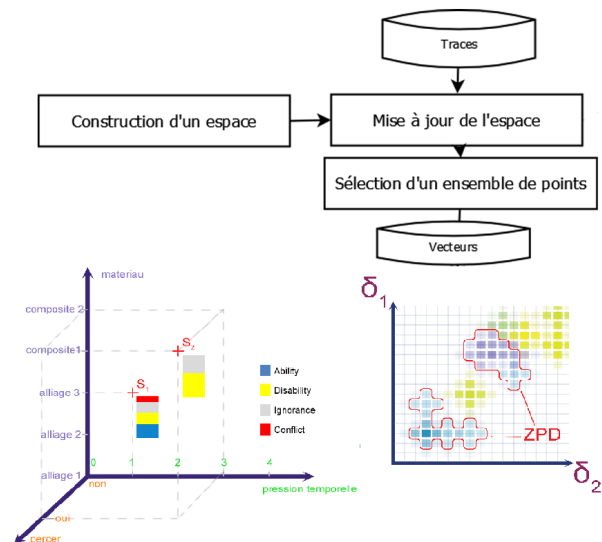 Traces
Construction d'un espace
Mise à jour de l'espace
Sélection d'un ensemble de points
Vecteurs
materiau
composite 2
composite1
alliage 3
alliage 2
alliage 1
S1
S2
Ability
Disability
Ignorance
Conflict
0 1 2 3 4
pression temporelle
non
oui
percer
δ1
ZPD
δ2